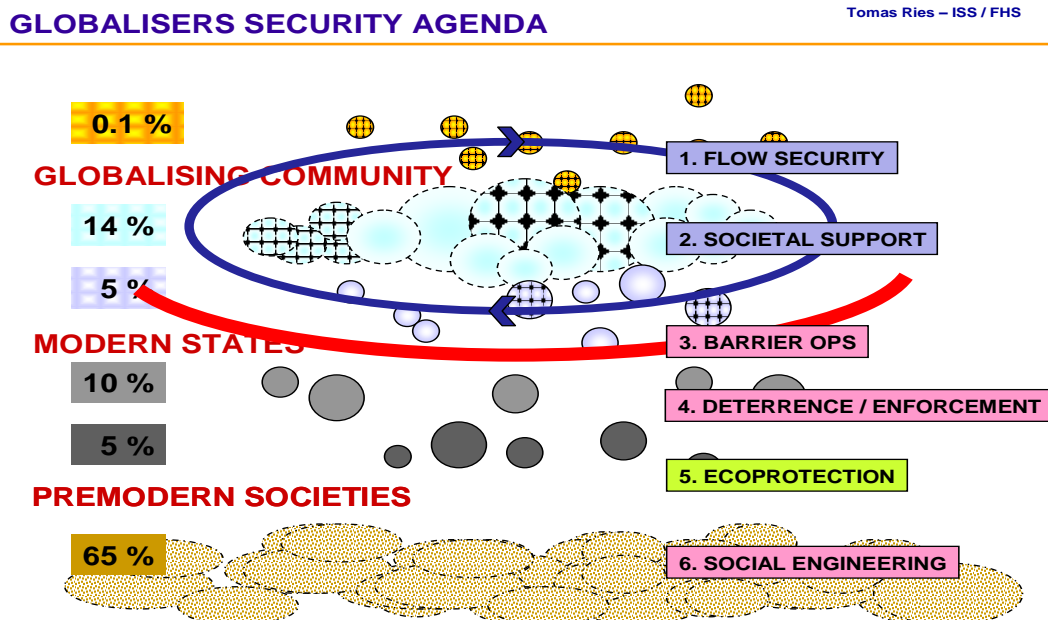 GLOBALISERS SECURITY AGENDA
Tomas Ries – ISS / FHS
0.1 %
1. FLOW SECURITY
GLOBALISING COMMUNITY
14 %
2. SOCIETAL SUPPORT
5 %
MODERN STATES
3. BARRIER OPS
10 %
4. DETERRENCE / ENFORCEMENT
5 %
5. ECOPROTECTION
PREMODERN SOCIETIES
65 %
6. SOCIAL ENGINEERING